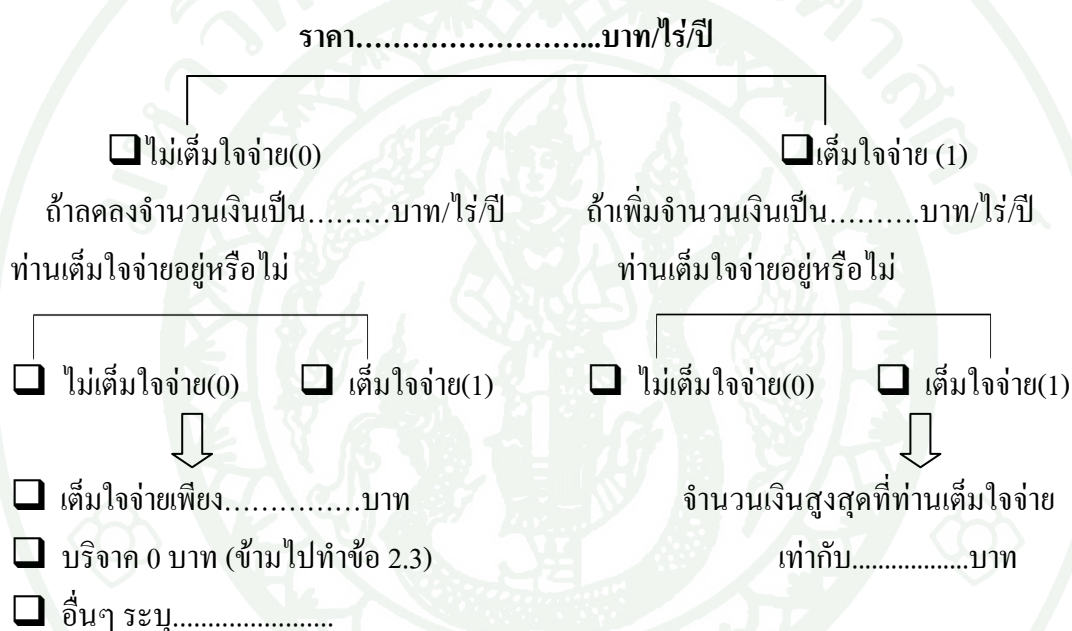 ราคา………………………...บาท/ไร่/ปี
❑ไม่เต็มใจจ่าย(0) ❑เต็มใจจ่าย (1)
ถ้าลดลงจำนวนเงินเป็น………บาท/ไร่/ปี ถ้าเพิ่มจำนวนเงินเป็น……….บาท/ไร่/ปี
ท่านเต็มใจจ่ายอยู่หรือไม่ ท่านเต็มใจจ่ายอยู่หรือไม่
❑ ไม่เต็มใจจ่าย(0) ❑ เต็มใจจ่าย(1) ❑ ไม่เต็มใจจ่าย(0) ❑ เต็มใจจ่าย(1)
❑ เต็มใจจ่ายเพียง……………บาท จำนวนเงินสูงสุดที่ท่านเต็มใจจ่าย
❑ บริจาค 0 บาท (ข้ามไปทำข้อ 2.3) เท่ากับ..................บาท
❑ อื่นๆ ระบุ.......................